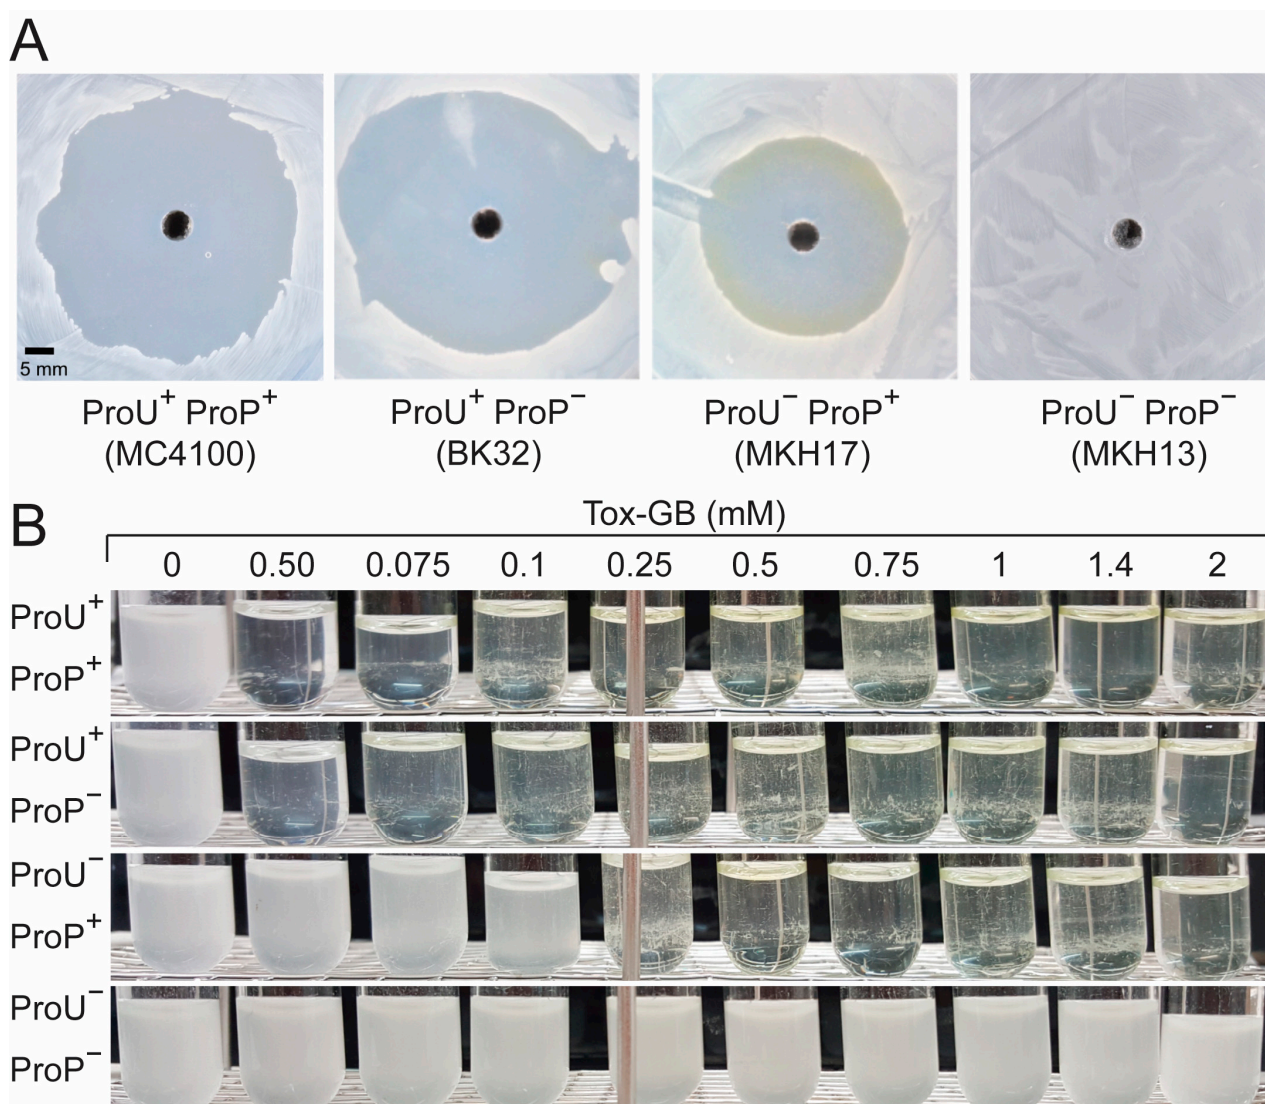 A
5 mm
ProU+ ProP+
(MC4100)
ProU+ ProP−
(BK32)
ProU− ProP+
(MKH17)
ProU− ProP−
(MKH13)
B
Tox-GB (mM)
0 0.50 0.075 0.1 0.25 0.5 0.75 1 1.4 2
ProU+
ProP+
ProU+
ProP−
ProU−
ProP+
ProU−
ProP−